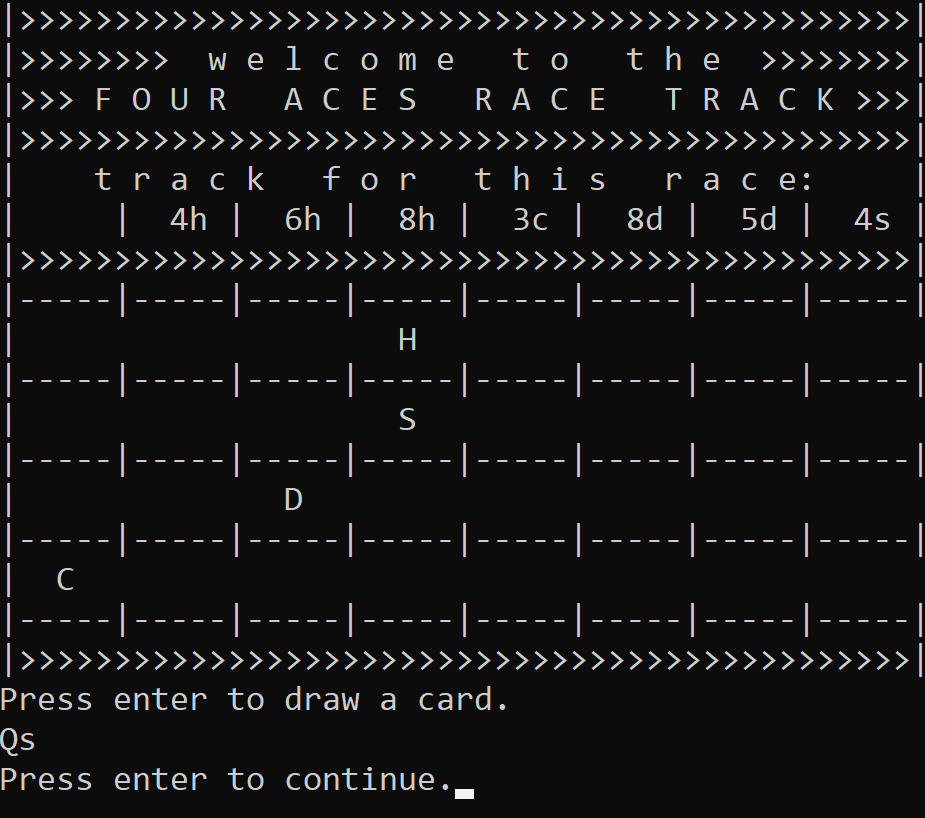 |>>>>>>>>>>>>>>>>>>>>>>>>>>>>>>>>>>>>>>>>>>>>>>>|
|>>>>>>>>  w e l c o m e   t o   t h e  >>>>>>>>|
|>>> F O U R   A C E S   R A C E   T R A C K >>>|
|>>>>>>>>>>>>>>>>>>>>>>>>>>>>>>>>>>>>>>>>>>>>>>>|
|    t r a c k   f o r   t h i s   r a c e:     |
|     |  4h |  6h |  8h |  3c |  8d |  5d |  4s |
|>>>>>>>>>>>>>>>>>>>>>>>>>>>>>>>>>>>>>>>>>>>>>>>|
|-----|-----|-----|-----|-----|-----|-----|-----|
|                    H
|-----|-----|-----|-----|-----|-----|-----|-----|
|                    S
|-----|-----|-----|-----|-----|-----|-----|-----|
|              D
|-----|-----|-----|-----|-----|-----|-----|-----|
|  C
|-----|-----|-----|-----|-----|-----|-----|-----|
|>>>>>>>>>>>>>>>>>>>>>>>>>>>>>>>>>>>>>>>>>>>>>>>|
Press enter to draw a card.
Qs
Press enter to continue.